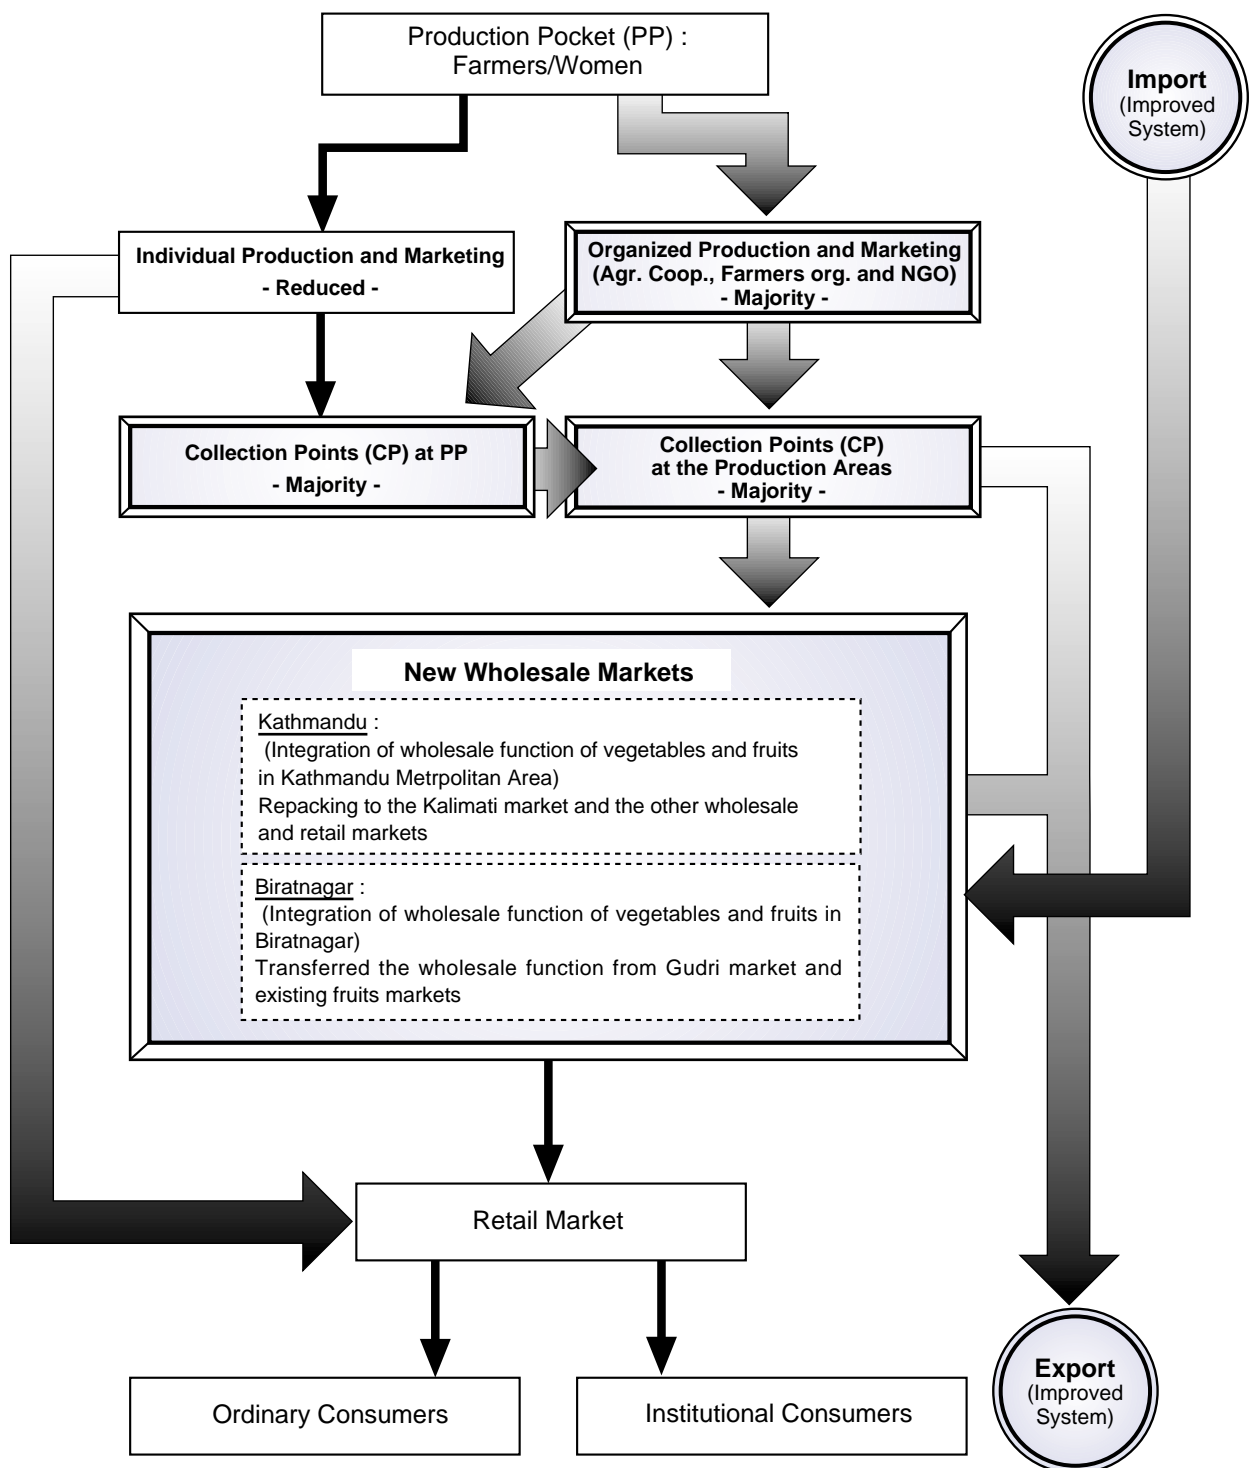 Production Pocket (PP) :
Farmers/Women
Import
(Improved
System)
Individual Production and Marketing
- Reduced -
Organized Production and Marketing
(Agr. Coop., Farmers org. and NGO)
- Majority -
Collection Points (CP) at PP
- Majority -
Collection Points (CP)
at the Production Areas
- Majority -
New Wholesale Markets
Kathmandu :
(Integration of wholesale function of vegetables and fruits
in Kathmandu Metrpolitan Area)
Repacking to the Kalimati market and the other wholesale
and retail markets
Biratnagar :
(Integration of wholesale function of vegetables and fruits in
Biratnagar)
Transferred the wholesale function from Gudri market and
existing fruits markets
Retail Market
Ordinary Consumers
Institutional Consumers
Export
(Improved
System)